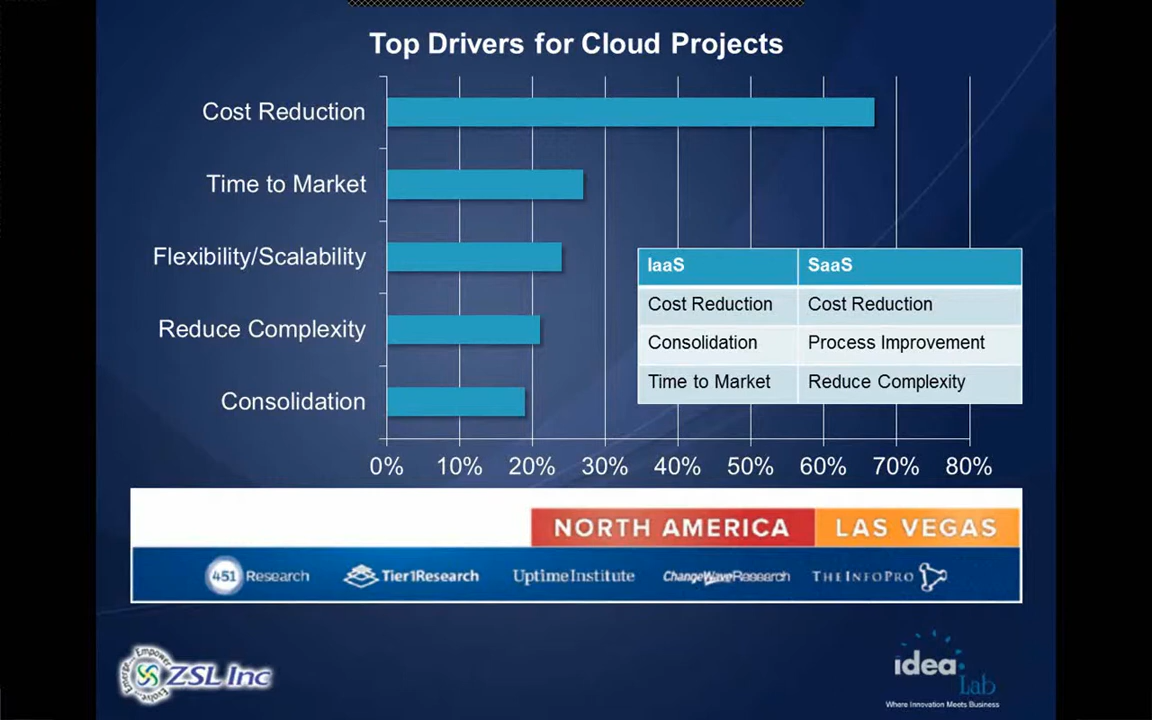 Top Drivers for Cloud Projects
Cost Reduction
Time to Market
Flexibility/Scalability
Reduce Complexity
Consolidation
0% 10% 20% 30% 40% 50% 60% 70% 80%
IaaS SaaS
Cost Reduction Cost Reduction
Consolidation Process Improvement
Time to Market Reduce Complexity
NORTH AMERICA LAS VEGAS
451 Research Tier1Research UptimeInstitute ChangeWaveResearch THEINFOPRO
Empower
Evolve
ZSL Inc
idea
Lab
Where Innovation Meets Business